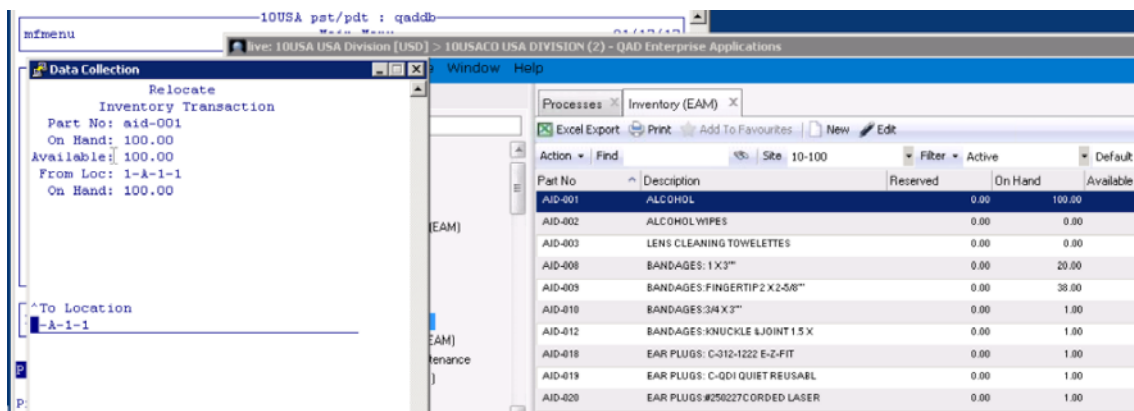 10USA pst/pdt : qaddb
mfmenu
Main Menu
01/17/17
live: 10USA USA Division [USD] > 10USACO USA DIVISION (2) - QAD Enterprise Applications
Window Help
Data Collection
Relocate
Inventory Transaction
Part No: aid-001
On Hand: 100.00
Available: 100.00
From Loc: 1-A-1-1
On Hand: 100.00
^To Location
-A-1-1
(EAM)
EAM)
tenance
)
P
P:
Processes X Inventory (EAM) X
Excel Export Print Add To Favourites New Edit
Action Find Site 10-100 Filter Active Default
Part No Description Reserved On Hand Available
AID-001 ALCOHOL 0.00 100.00
AID-002 ALCOHOL WIPES 0.00 0.00
AID-003 LENS CLEANING TOWELETTES 0.00 0.00
AID-008 BANDAGES: 1 X 3"" 0.00 20.00
AID-009 BANDAGES:FINGERTIP 2 X 2-5/8"" 0.00 38.00
AID-010 BANDAGES:3/4 X 3"" 0.00 1.00
AID-012 BANDAGES:KNUCKLE &JOINT 1.5 X 0.00 1.00
AID-018 EAR PLUGS: C-312-1222 E-Z-FIT 0.00 1.00
AID-019 EAR PLUGS: C-QDI QUIET REUSABL 0.00 1.00
AID-020 EAR PLUGS:#250227CORDED LASER 0.00 1.00